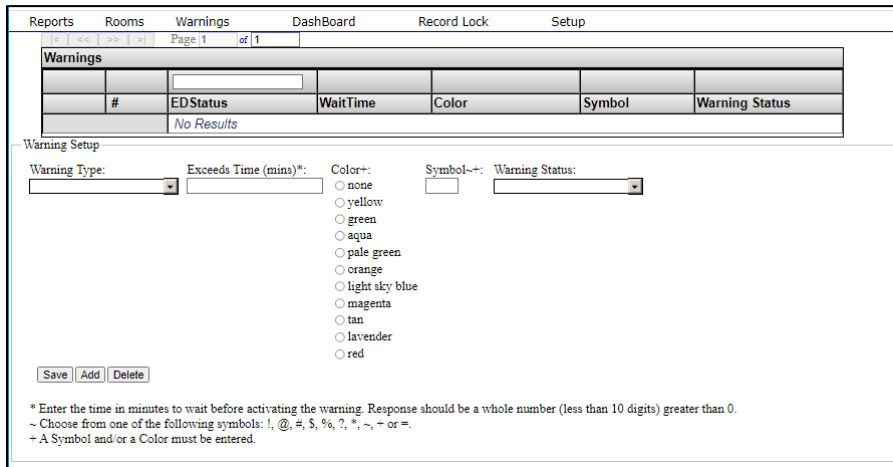 Reports Rooms Warnings DashBoard Record Lock Setup
|< << >> >| Page 1 of 1
Warnings
# EDStatus WaitTime Color Symbol Warning Status
No Results
Warning Setup
Warning Type: Exceeds Time (mins)*: Color+: Symbol~+: Warning Status:
none
yellow
green
aqua
pale green
orange
light sky blue
magenta
tan
lavender
red
Save Add Delete
* Enter the time in minutes to wait before activating the warning. Response should be a whole number (less than 10 digits) greater than 0.
~ Choose from one of the following symbols: !, @, #, $, %, ?, *, ~, + or =.
+ A Symbol and/or a Color must be entered.